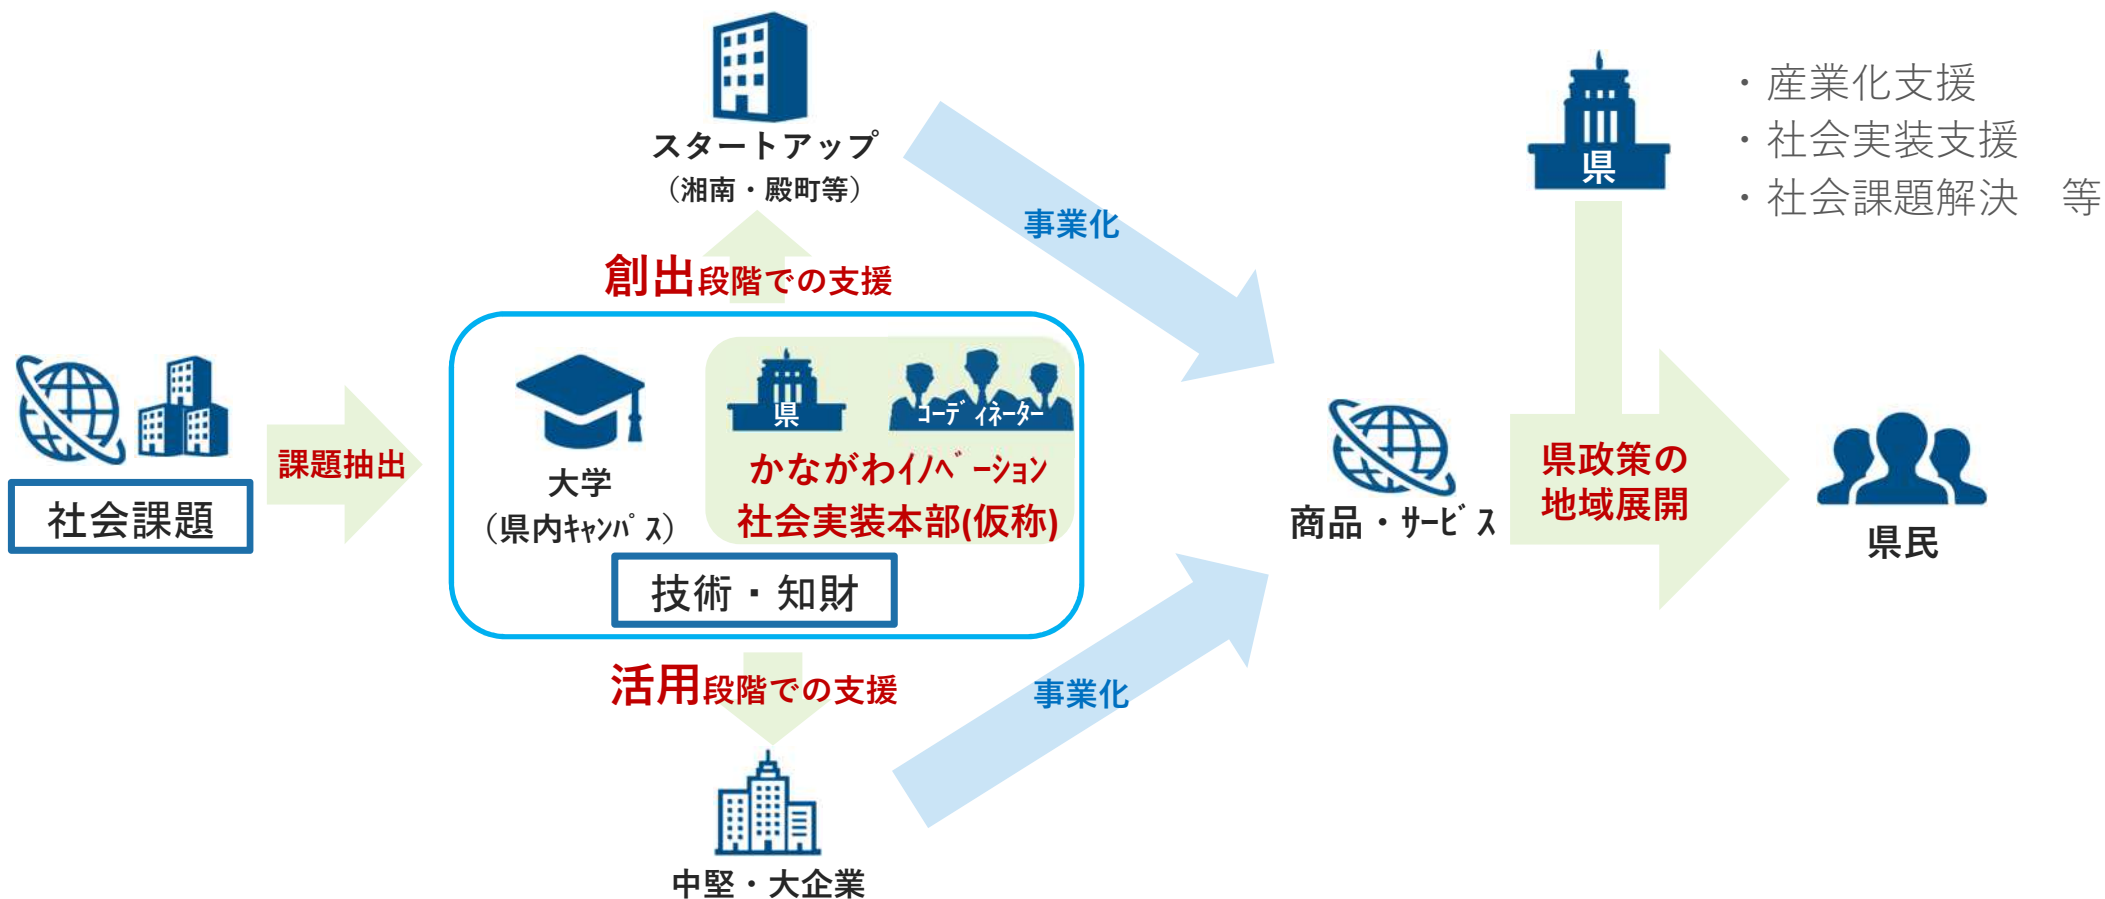 スタートアップ
（湘南・殿町等）
創出段階での支援
事業化
県
・産業化支援
・社会実装支援
・社会課題解決　等
社会課題
課題抽出
大学
（県内ｷｬﾝﾊﾟｽ）
県
ｺｰﾃﾞｨﾈｰﾀｰ
かながわｲﾉﾍﾞｰｼｮﾝ
社会実装本部(仮称)
技術・知財
活用段階での支援
中堅・大企業
事業化
商品・ｻｰﾋﾞｽ
県政策の
地域展開
県民